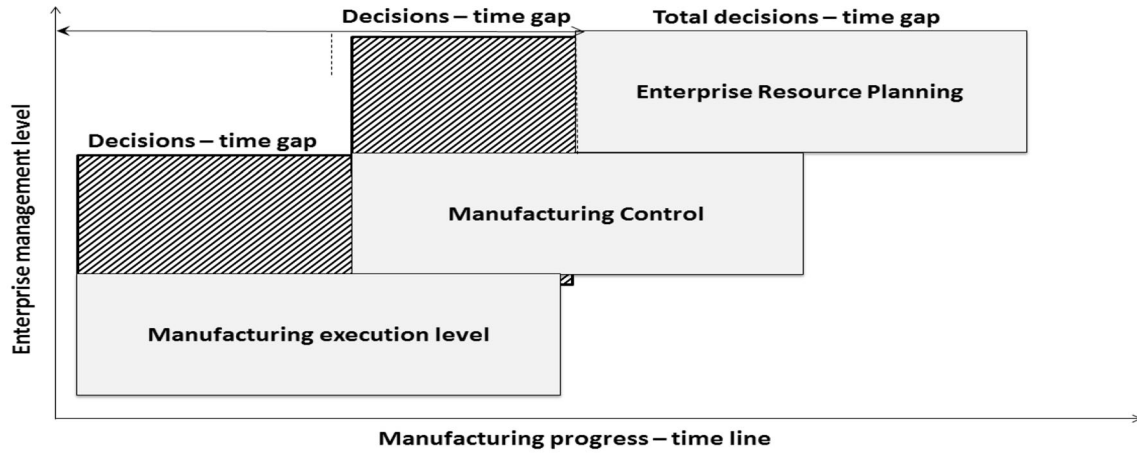 Decisions – time gap
Total decisions – time gap
Enterprise Resource Planning
Decisions – time gap
Manufacturing Control
Manufacturing execution level
Enterprise management level
Manufacturing progress – time line